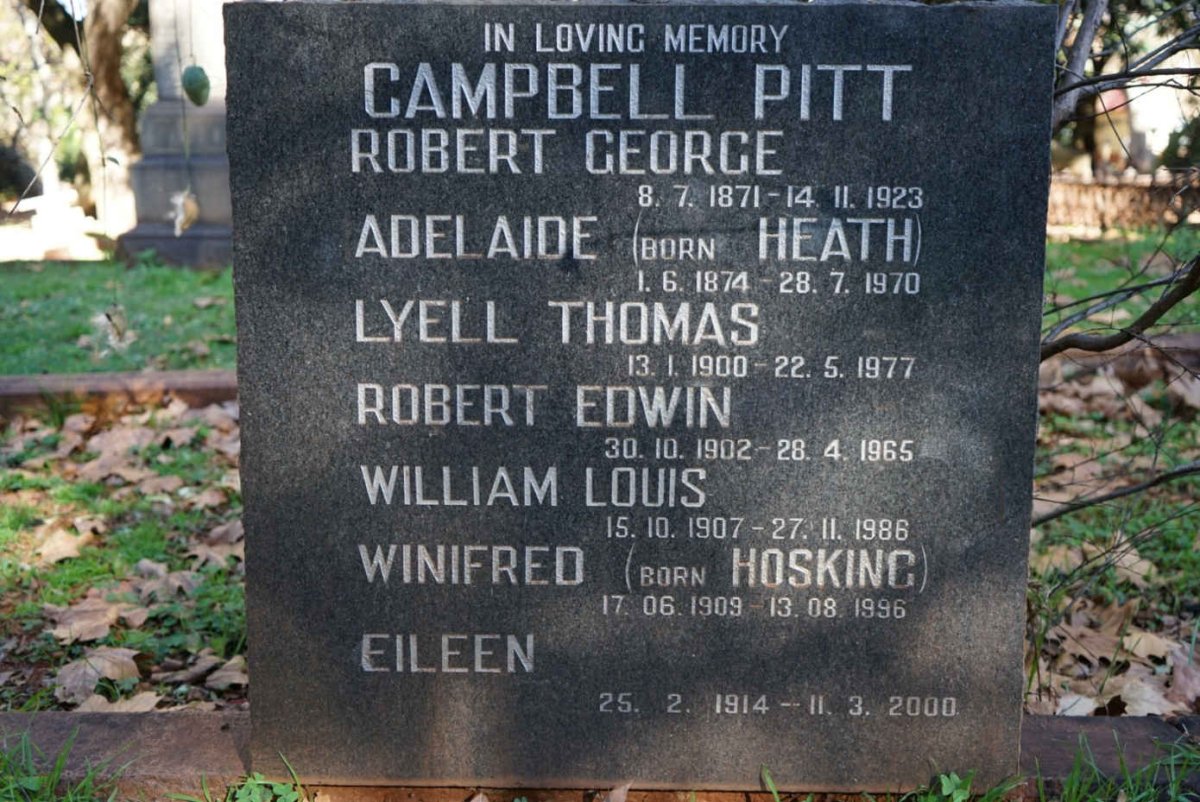 IN LOVING MEMORY
CAMPBELL PITT
ROBERT GEORGE
8. 7. 1871 - 14. 11. 1923
ADELAIDE (BORN HEATH)
1. 6. 1874 - 28. 7. 1970
LYELL THOMAS
13. 1. 1900 - 22. 5. 1977
ROBERT EDWIN
30. 10. 1902 - 28. 4. 1965
WILLIAM LOUIS
15. 10. 1907 - 27. 11. 1986
WINIFRED (BORN HOSKING)
17. 06. 1909 - 13. 08. 1996
EILEEN
25. 2. 1914 - 11. 3. 2000